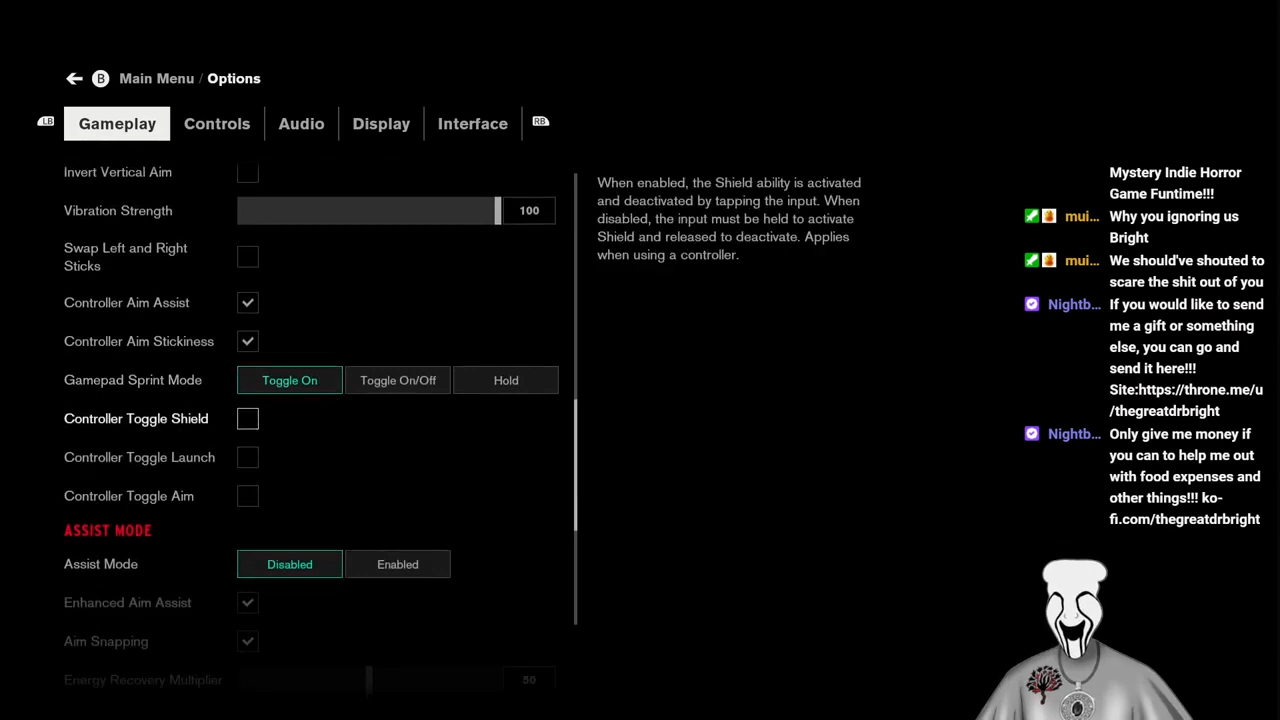 B Main Menu / Options
LB Gameplay Controls Audio Display Interface RB
Invert Vertical Aim
Vibration Strength 100
Swap Left and Right
Sticks
Controller Aim Assist
Controller Aim Stickiness
Gamepad Sprint Mode Toggle On Toggle On/Off Hold
Controller Toggle Shield
Controller Toggle Launch
Controller Toggle Aim
ASSIST MODE
Assist Mode Disabled Enabled
Enhanced Aim Assist
Aim Snapping
Energy Recovery Multiplier 50
When enabled, the Shield ability is activated
and deactivated by tapping the input. When
disabled, the input must be held to activate
Shield and released to deactivate. Applies
when using a controller.
Mystery Indie Horror
Game Funtime!!!
mui... Why you ignoring us
Bright
mui... We should've shouted to
scare the shit out of you
Nightb... If you would like to send
me a gift or something
else, you can go and
send it here!!!
Site:https://throne.me/u
/thegreatdrbright
Nightb... Only give me money if
you can to help me out
with food expenses and
other things!!! ko-
fi.com/thegreatdrbright